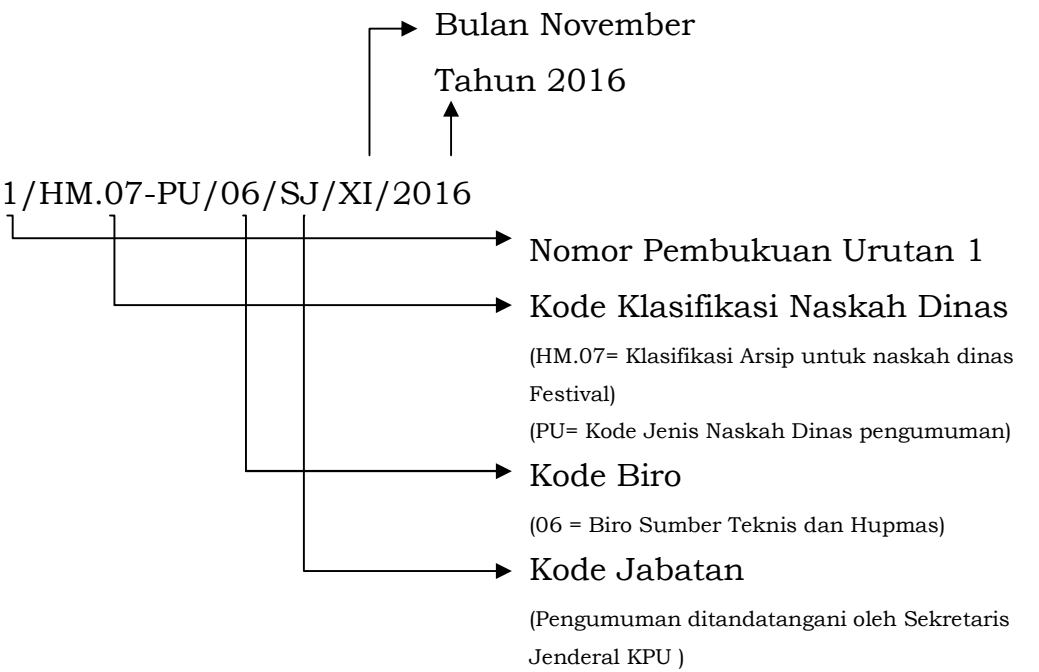 Bulan November
Tahun 2016
1/HM.07-PU/06/SJ/XI/2016
Nomor Pembukuan Urutan 1
Kode Klasifikasi Naskah Dinas
(HM.07= Klasifikasi Arsip untuk naskah dinas
Festival)
(PU= Kode Jenis Naskah Dinas pengumuman)
Kode Biro
(06 = Biro Sumber Teknis dan Hupmas)
Kode Jabatan
(Pengumuman ditandatangani oleh Sekretaris
Jenderal KPU )